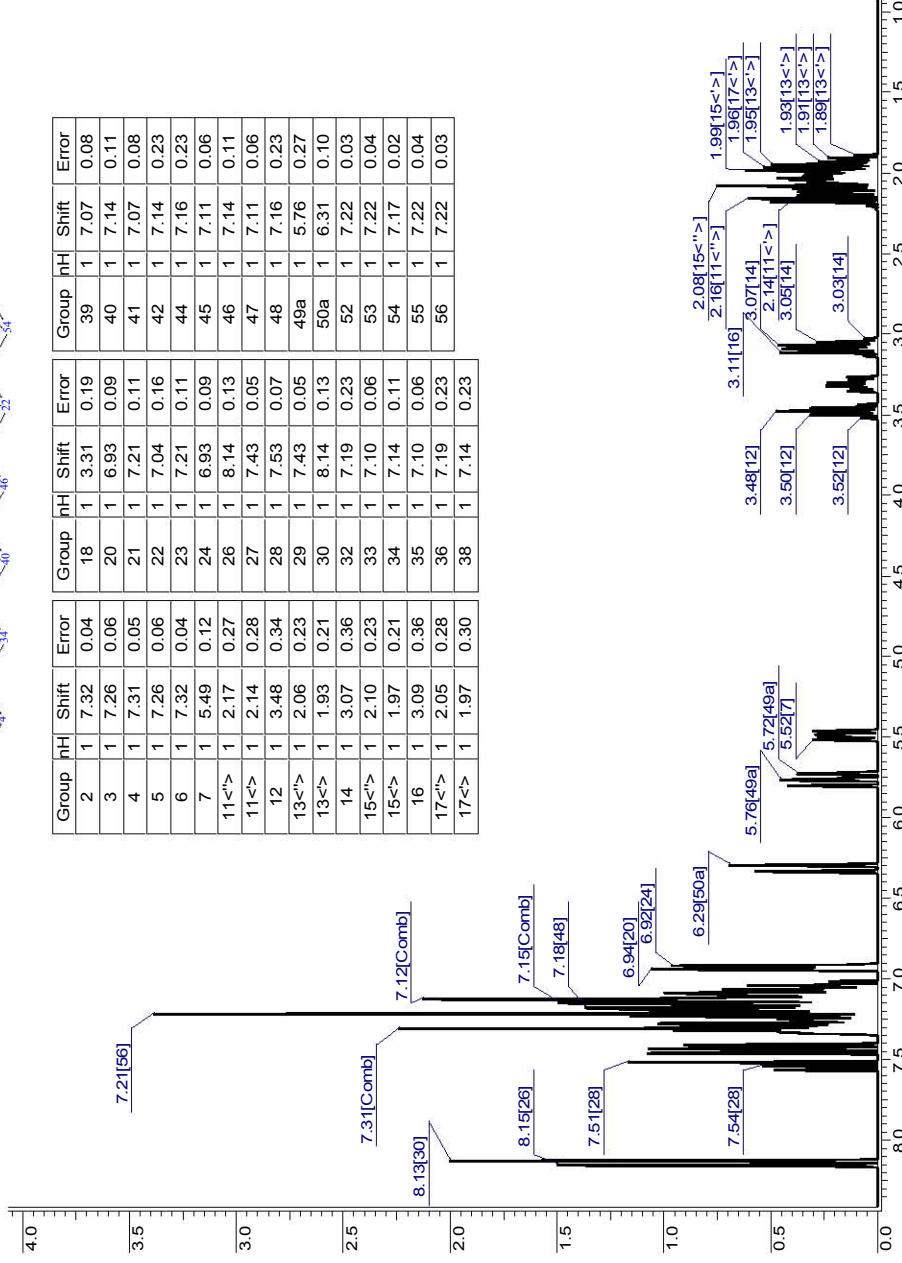 4 34 40 46 22 54
Group nH Shift Error Group nH Shift Error Group nH Shift Error
2 1 7.32 0.04 18 1 3.31 0.19 39 1 7.07 0.08
3 1 7.26 0.06 20 1 6.93 0.09 40 1 7.14 0.11
4 1 7.31 0.05 21 1 7.21 0.11 41 1 7.07 0.08
5 1 7.26 0.06 22 1 7.04 0.16 42 1 7.14 0.23
6 1 7.32 0.04 23 1 7.21 0.11 44 1 7.16 0.23
7 1 5.49 0.12 24 1 6.93 0.09 45 1 7.11 0.06
11<"> 1 2.17 0.27 26 1 8.14 0.13 46 1 7.14 0.11
11<'> 1 2.14 0.28 27 1 7.43 0.05 47 1 7.11 0.06
12 1 3.48 0.34 28 1 7.53 0.07 48 1 7.16 0.23
13<"> 1 2.06 0.23 29 1 7.43 0.05 49a 1 5.76 0.27
13<'> 1 1.93 0.21 30 1 8.14 0.13 50a 1 6.31 0.10
14 1 3.07 0.36 32 1 7.19 0.23 52 1 7.22 0.03
15<"> 1 2.10 0.23 33 1 7.10 0.06 53 1 7.22 0.04
15<'> 1 1.97 0.21 34 1 7.14 0.11 54 1 7.17 0.02
16 1 3.09 0.36 35 1 7.10 0.06 55 1 7.22 0.04
17<"> 1 2.05 0.28 36 1 7.19 0.23 56 1 7.22 0.03
17<'> 1 1.97 0.30 38 1 7.14 0.23
4.0
3.5
3.0
2.5
2.0
1.5
1.0
0.5
0.0
7.21[56]
7.31[Comb]
7.12[Comb]
8.13[30]
8.15[26]
7.51[28]
7.54[28]
7.15[Comb]
7.18[48]
6.94[20]
6.92[24]
6.29[50a]
5.76[49a]
5.72[49a]
5.52[7]
3.48[12]
3.50[12]
3.52[12]
3.11[16]
3.07[14]
3.05[14]
3.03[14]
2.08[15<">]
2.16[11<">]
2.14[11<'>]
1.99[15<'>]
1.96[17<'>]
1.95[13<'>]
1.93[13<'>]
1.91[13<'>]
1.89[13<'>]
8.0 7.5 7.0 6.5 6.0 5.5 5.0 4.5 4.0 3.5 3.0 2.5 2.0 1.5 1.0